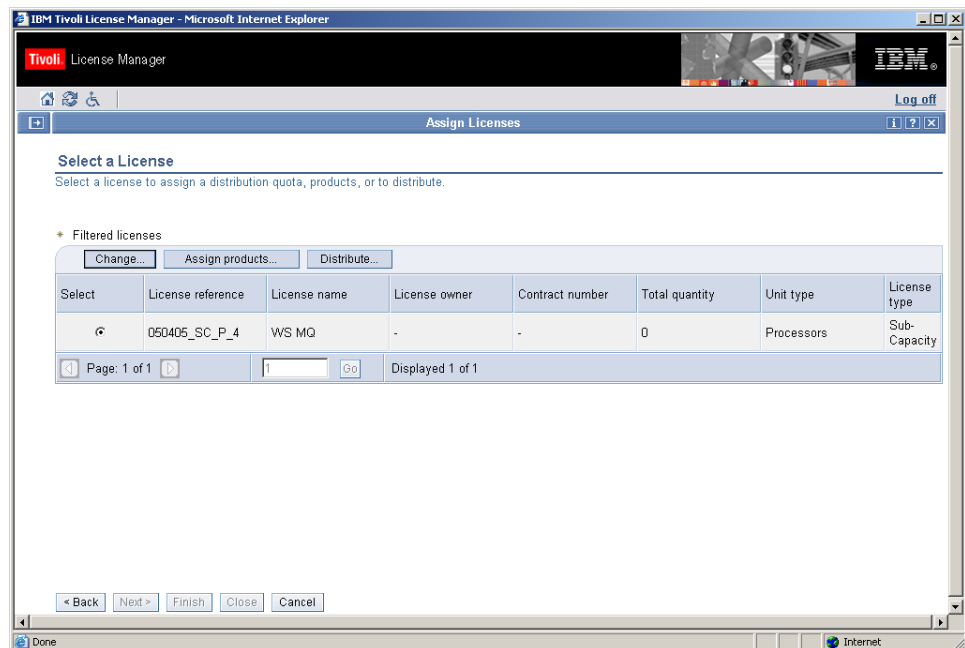 IBM Tivoli License Manager - Microsoft Internet Explorer
Tivoli. License Manager
IBM®
Log off
Assign Licenses
i ? X
Select a License
Select a license to assign a distribution quota, products, or to distribute.
* Filtered licenses
Change... Assign products... Distribute...
Select License reference License name License owner Contract number Total quantity Unit type License type
050405_SC_P_4 WS MQ - - 0 Processors Sub-Capacity
Page: 1 of 1 1 Go Displayed 1 of 1
< Back Next > Finish Close Cancel
Done Internet